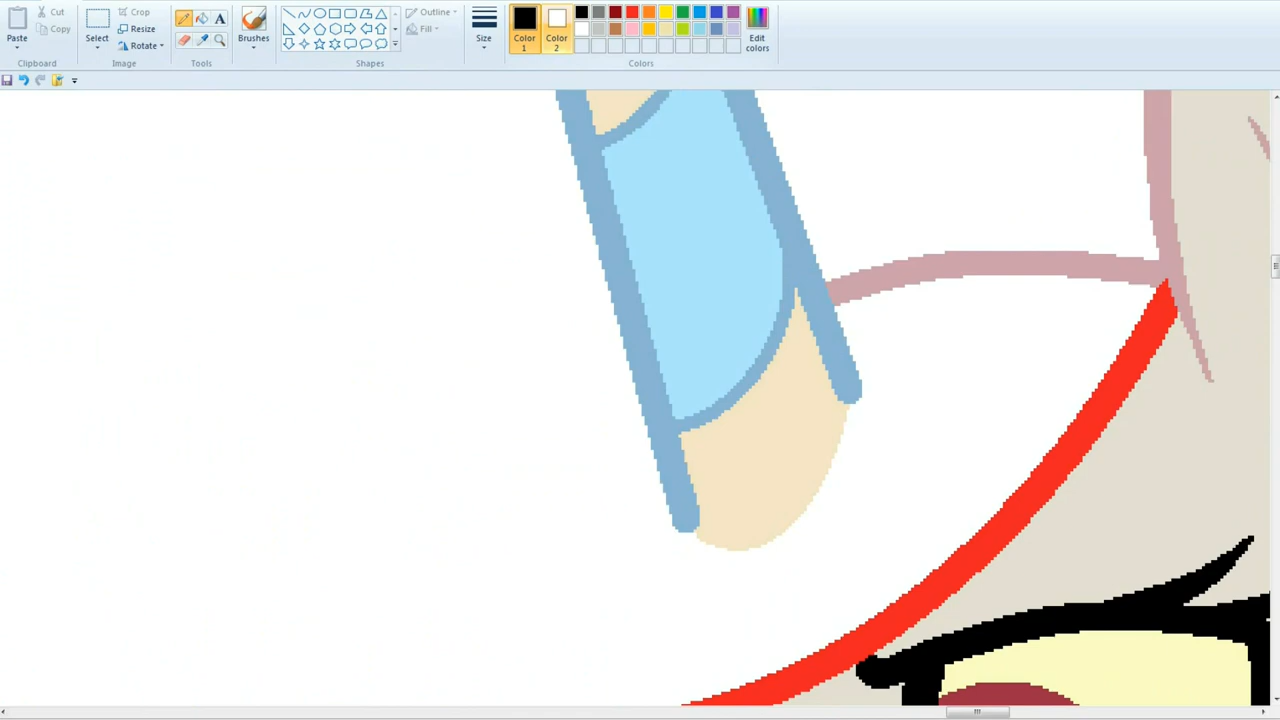 Paste
Cut
Copy
Clipboard
Select
Crop
Resize
Rotate
Image
A
Tools
Brushes
Outline
Fill
Shapes
Size
Color 1
Color 2
Edit colors
Colors